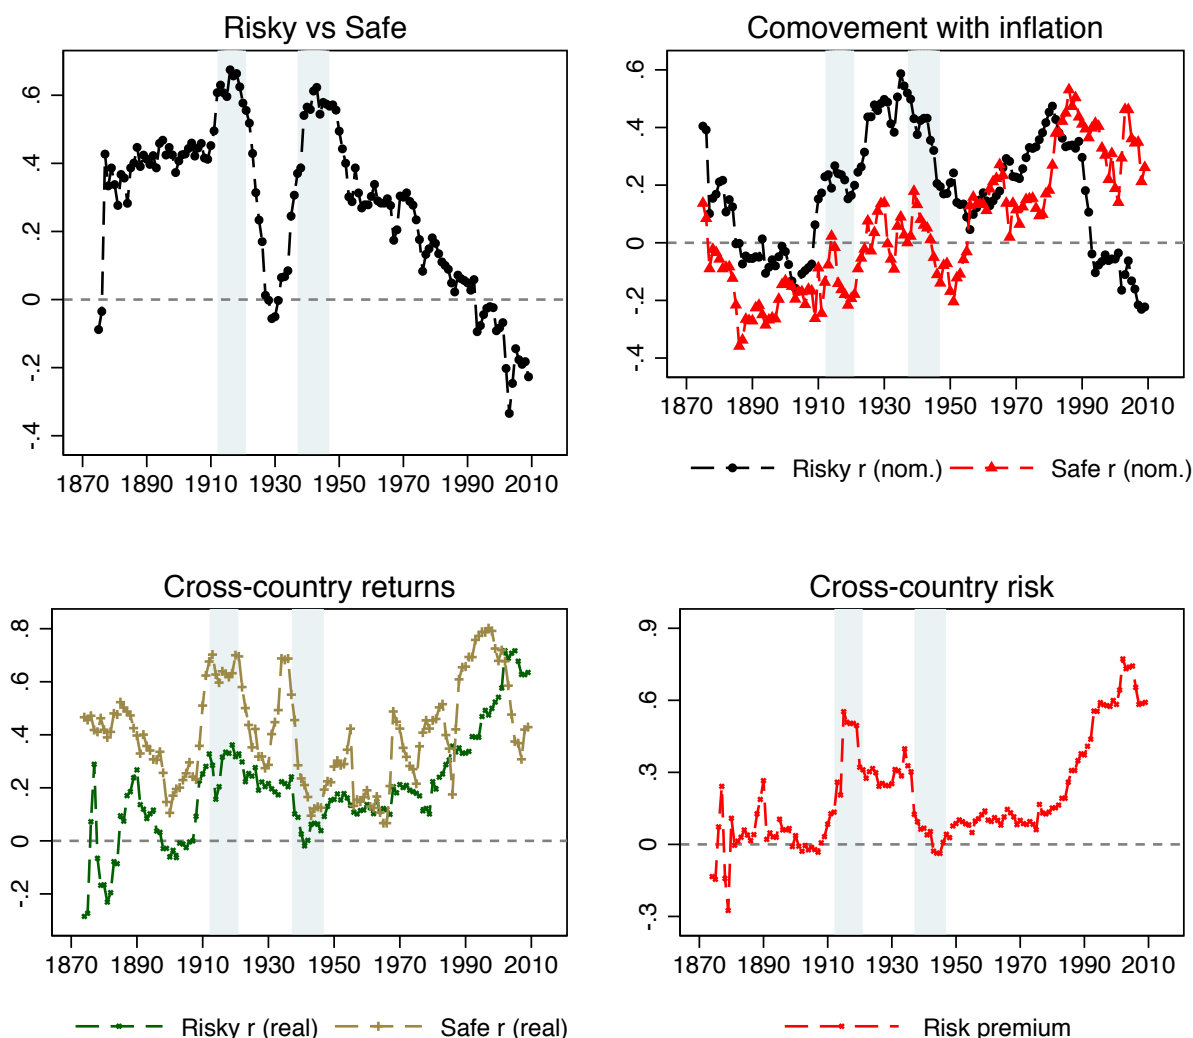 Risky vs Safe
.6
.4
.2
0
-.2
-.4
1870 1890 1910 1930 1950 1970 1990 2010
Comovement with inflation
.6
.4
.2
0
-.2
-.4
1870 1890 1910 1930 1950 1970 1990 2010
Risky r (nom.) Safe r (nom.)
Cross-country returns
.8
.6
.4
.2
0
-.2
1870 1890 1910 1930 1950 1970 1990 2010
Risky r (real) Safe r (real)
Cross-country risk
.9
.6
.3
0
-.3
1870 1890 1910 1930 1950 1970 1990 2010
Risk premium